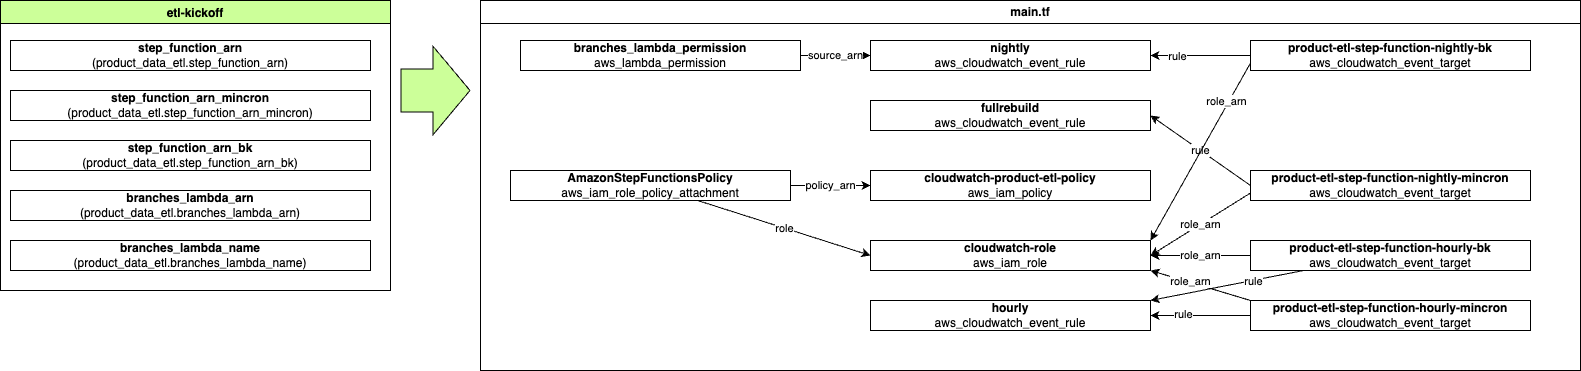 etl-kickoff
step_function_arn
(product_data_etl.step_function_arn)
step_function_arn_mincron
(product_data_etl.step_function_arn_mincron)
step_function_arn_bk
(product_data_etl.step_function_arn_bk)
branches_lambda_arn
(product_data_etl.branches_lambda_arn)
branches_lambda_name
(product_data_etl.branches_lambda_name)
main.tf
branches_lambda_permission
aws_lambda_permission
source_arn
nightly
aws_cloudwatch_event_rule
rule
product-etl-step-function-nightly-bk
aws_cloudwatch_event_target
role_arn
fullrebuild
aws_cloudwatch_event_rule
rule
AmazonStepFunctionsPolicy
aws_iam_role_policy_attachment
policy_arn
cloudwatch-product-etl-policy
aws_iam_policy
product-etl-step-function-nightly-mincron
aws_cloudwatch_event_target
role
role_arn
cloudwatch-role
aws_iam_role
role_arn
product-etl-step-function-hourly-bk
aws_cloudwatch_event_target
role_arn
rule
hourly
aws_cloudwatch_event_rule
rule
product-etl-step-function-hourly-mincron
aws_cloudwatch_event_target